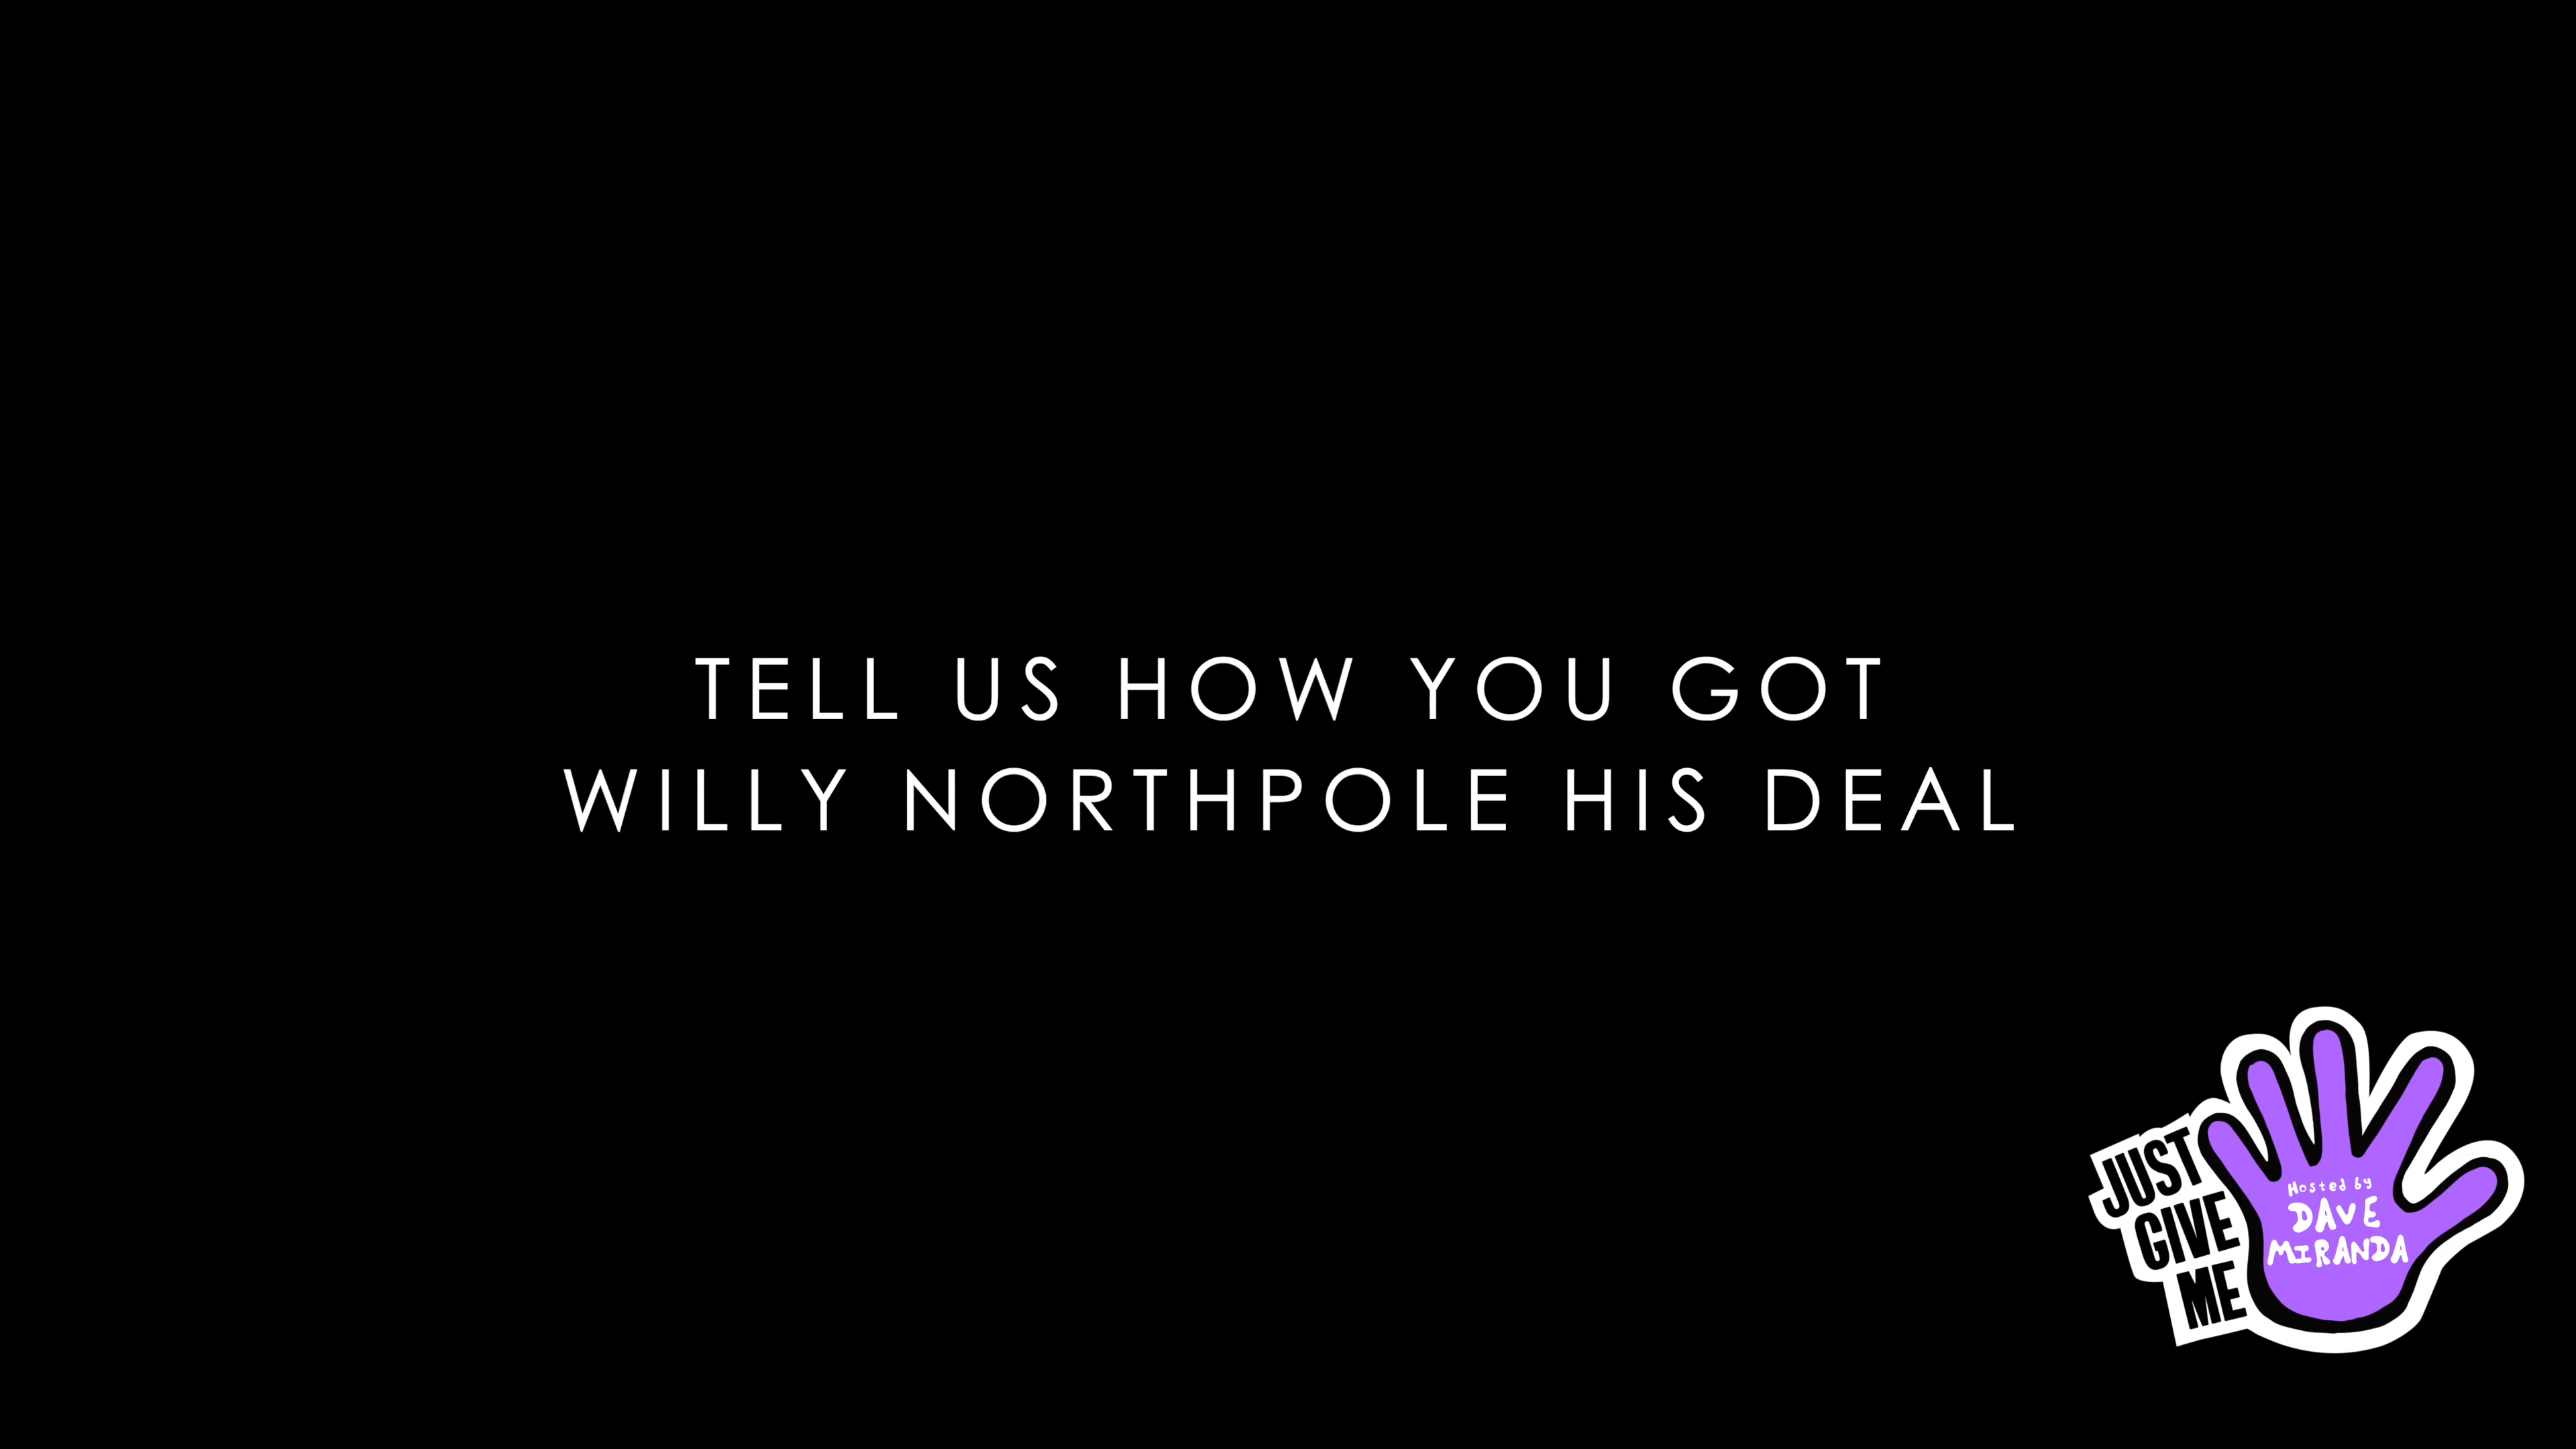 TELL US HOW YOU GOT
WILLY NORTHPOLE HIS DEAL
JUST
GIVE
ME
Hosted by
DAVE
MIRANDA